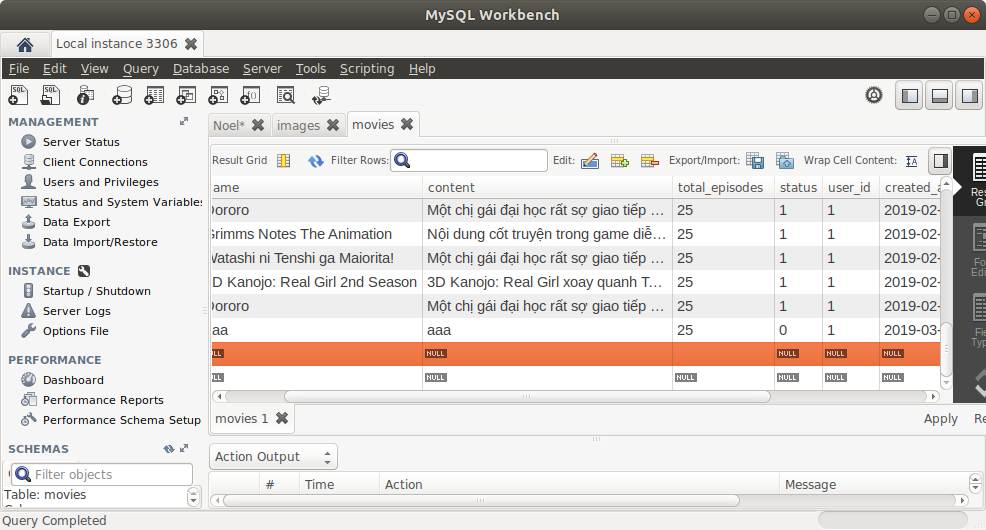 MySQL Workbench
Local instance 3306
File Edit View Query Database Server Tools Scripting Help
MANAGEMENT
Server Status
Client Connections
Users and Privileges
Status and System Variables
Data Export
Data Import/Restore
INSTANCE
Startup / Shutdown
Server Logs
Options File
PERFORMANCE
Dashboard
Performance Reports
Performance Schema Setup
SCHEMAS
Filter objects
Table: movies
Noel* images movies
Result Grid Filter Rows: Edit: Export/Import: Wrap Cell Content: IA
ame content total_episodes status user_id created_a
Dororo Một chị gái đại học rất sợ giao tiếp ... 25 1 1 2019-02-
Grimms Notes The Animation Nội dung cốt truyện trong game diễ... 25 1 1 2019-02-
Watashi ni Tenshi ga Maiorita! Một chị gái đại học rất sợ giao tiếp ... 25 1 1 2019-02-
3D Kanojo: Real Girl 2nd Season 3D Kanojo: Real Girl xoay quanh T... 25 1 1 2019-02-
Dororo Một chị gái đại học rất sợ giao tiếp ... 25 1 1 2019-02-
aaa aaa 25 0 1 2019-03-
NULL NULL NULL NULL NULL
NULL NULL NULL NULL NULL NULL
movies 1
Apply Re
Action Output
# Time Action Message
Query Completed